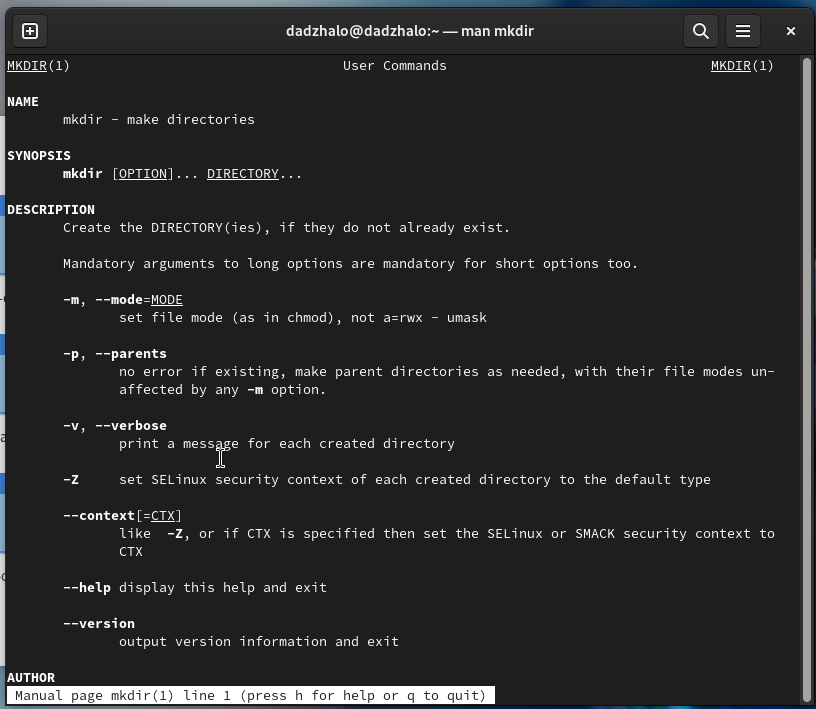 dadzhalo@dadzhalo:~ — man mkdir
MKDIR(1) User Commands MKDIR(1)
NAME
mkdir - make directories
SYNOPSIS
mkdir [OPTION]... DIRECTORY...
DESCRIPTION
Create the DIRECTORY(ies), if they do not already exist.
Mandatory arguments to long options are mandatory for short options too.
-m, --mode=MODE
set file mode (as in chmod), not a=rwx - umask
-p, --parents
no error if existing, make parent directories as needed, with their file modes un-
affected by any -m option.
-v, --verbose
print a message for each created directory
-Z set SELinux security context of each created directory to the default type
--context[=CTX]
like -Z, or if CTX is specified then set the SELinux or SMACK security context to
CTX
--help display this help and exit
--version
output version information and exit
AUTHOR
Manual page mkdir(1) line 1 (press h for help or q to quit)